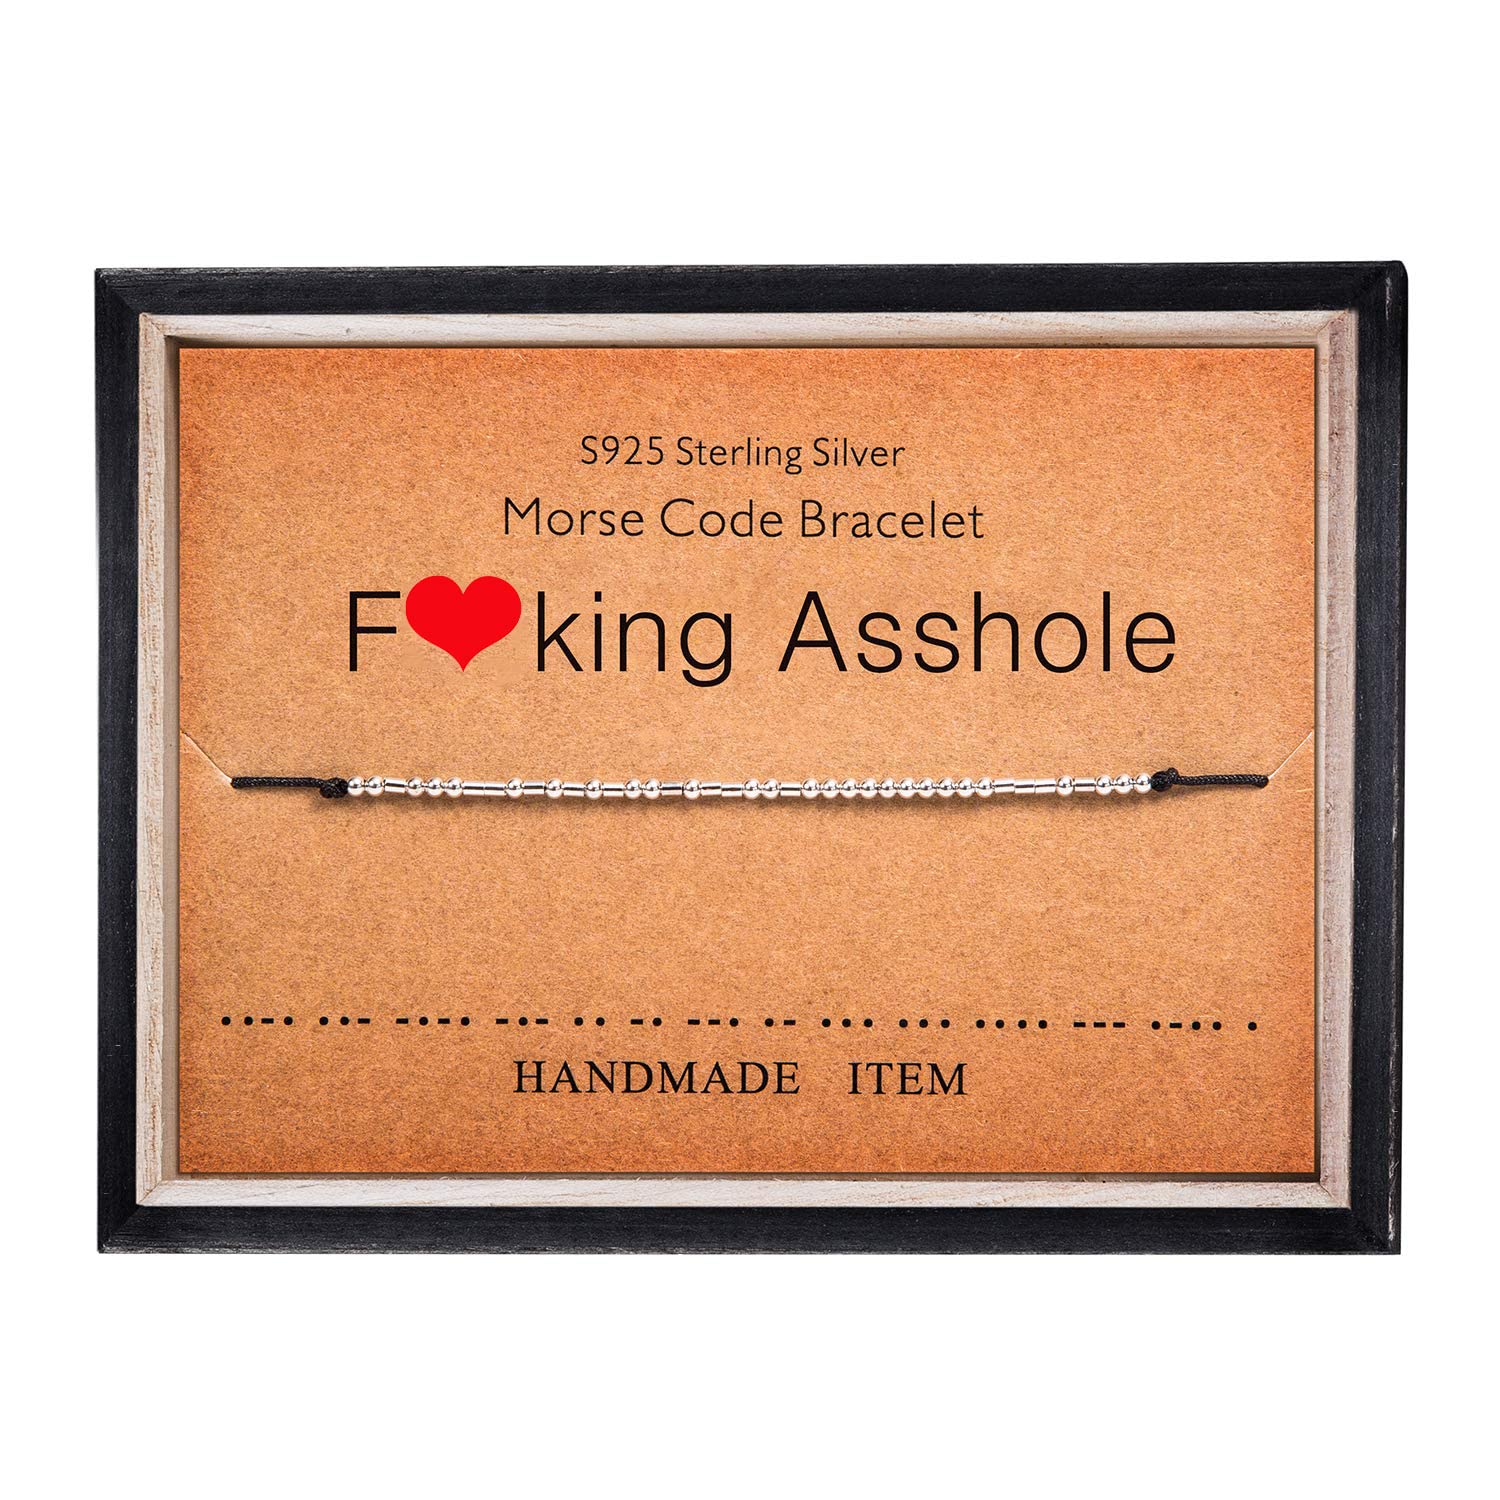 S925 Sterling Silver
Morse Code Bracelet
F❤king Asshole
••–• ••– –•–• –•– •• –• ––• •– ••• ••• •••• ––– •–•• •
HANDMADE ITEM